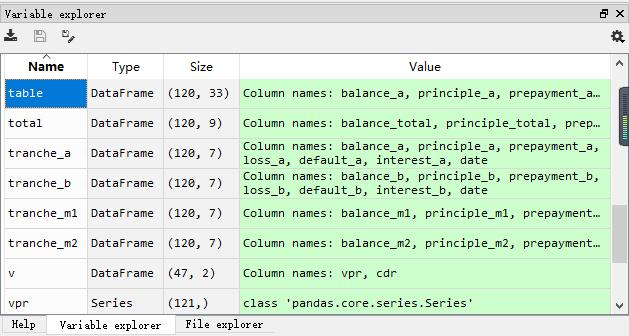 Variable explorer
Name Type Size Value
table DataFrame (120, 33) Column names: balance_a, principle_a, prepayment_a…
total DataFrame (120, 9) Column names: balance_total, principle_total, prep…
tranche_a DataFrame (120, 7) Column names: balance_a, principle_a, prepayment_a,
loss_a, default_a, interest_a, date
tranche_b DataFrame (120, 7) Column names: balance_b, principle_b, prepayment_b,
loss_b, default_b, interest_b, date
tranche_m1 DataFrame (120, 7) Column names: balance_m1, principle_m1, prepayment…
tranche_m2 DataFrame (120, 7) Column names: balance_m2, principle_m2, prepayment…
v DataFrame (47, 2) Column names: vpr, cdr
vpr Series (121,) class 'pandas.core.series.Series'
Help Variable explorer File explorer